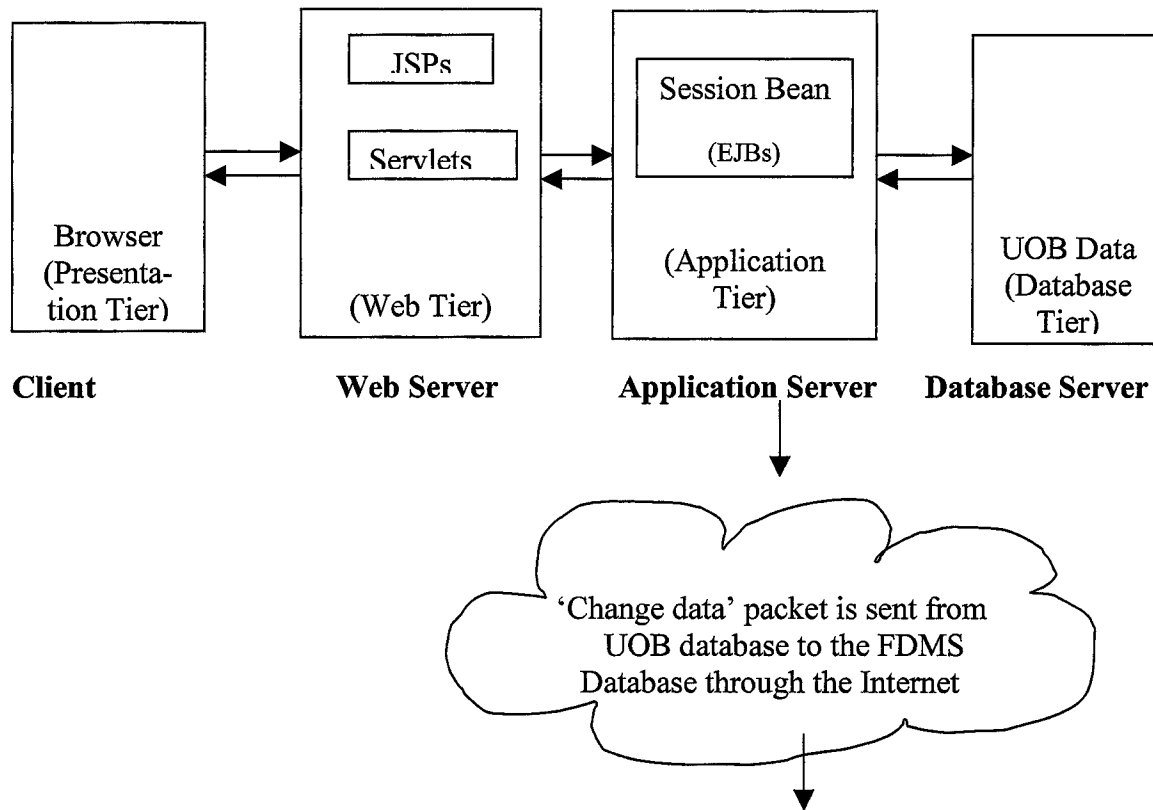 JSPs
Servlets
Session Bean
(EJBs)
Browser
(Presenta-
tion Tier)
(Web Tier)
(Application
Tier)
UOB Data
(Database
Tier)
Client
Web Server
Application Server
Database Server
‘Change data’ packet is sent from
UOB database to the FDMS
Database through the Internet